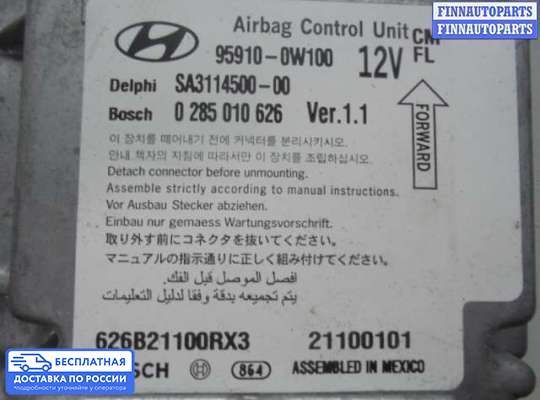 FINNAUTOPARTS
FINNAUTOPARTS
Airbag Control Unit CM
95910-0W100 12V FL
Delphi SA3114500-00
Bosch 0 285 010 626 Ver.1.1
FORWARD
이 장치를 떼어내기 전에 커넥터를 분리시키시오.
안내 책자의 지침에 따라서만 이 장치를 조립하십시오.
Detach connector before unmounting.
Assemble strictly according to manual instructions.
Vor Ausbau Stecker abziehen.
Einbau nur gemaess Wartungsvorschrift.
取り外す前にコネクタを抜いてください。
マニュアルの指示通りに正しく組み付けてください。
افصل الموصل قبل الفك.
يتم تجميعه بدقة وفقا لدليل التعليمات
626B21100RX3 21100101
SCH 864 ASSEMBLED IN MEXICO
БЕСПЛАТНАЯ
ДОСТАВКА ПО РОССИИ
Подробности уточняйте у оператора